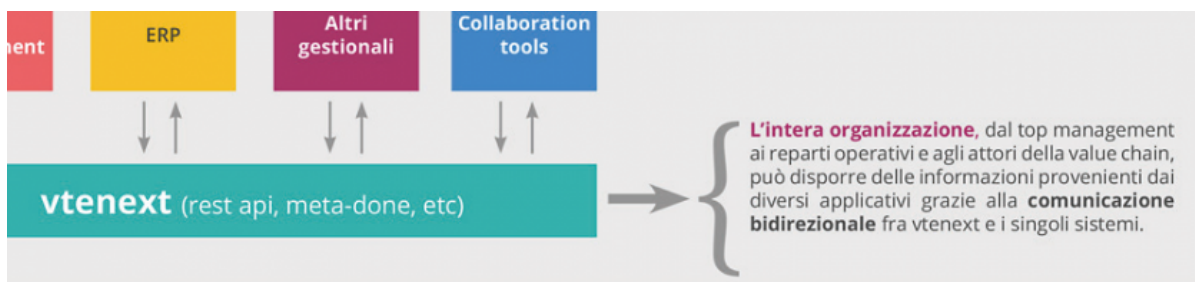 ent
ERP
Altri
gestionali
Collaboration
tools
vtenext (rest api, meta-done, etc)
L'intera organizzazione, dal top management
ai reparti operativi e agli attori della value chain,
può disporre delle informazioni provenienti dai
diversi applicativi grazie alla comunicazione
bidirezionale fra vtenext e i singoli sistemi.